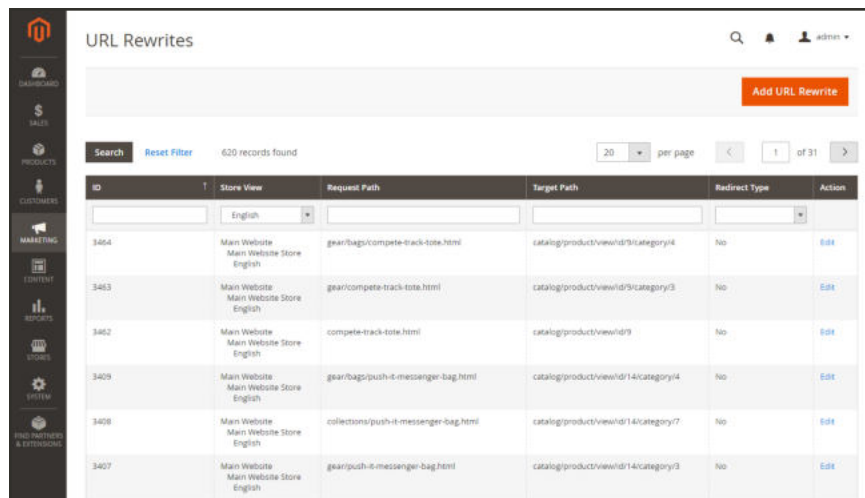 URL Rewrites
admin
DASHBOARD
SALES
PRODUCTS
CUSTOMERS
MARKETING
CONTENT
REPORTS
STORES
SYSTEM
FIND PARTNERS
& EXTENSIONS
Add URL Rewrite
Search Reset Filter 620 records found 20 per page 1 of 31
ID Store View Request Path Target Path Redirect Type Action
English
3464 Main Website gear/bags/compete-track-tote.html catalog/product/view/id/9/category/4 No Edit
Main Website Store
English
3463 Main Website gear/compete-track-tote.html catalog/product/view/id/9/category/3 No Edit
Main Website Store
English
3462 Main Website compete-track-tote.html catalog/product/view/id/9 No Edit
Main Website Store
English
3409 Main Website gear/bags/push-it-messenger-bag.html catalog/product/view/id/14/category/4 No Edit
Main Website Store
English
3408 Main Website collections/push-it-messenger-bag.html catalog/product/view/id/14/category/7 No Edit
Main Website Store
English
3407 Main Website gear/push-it-messenger-bag.html catalog/product/view/id/14/category/3 No Edit
Main Website Store
English